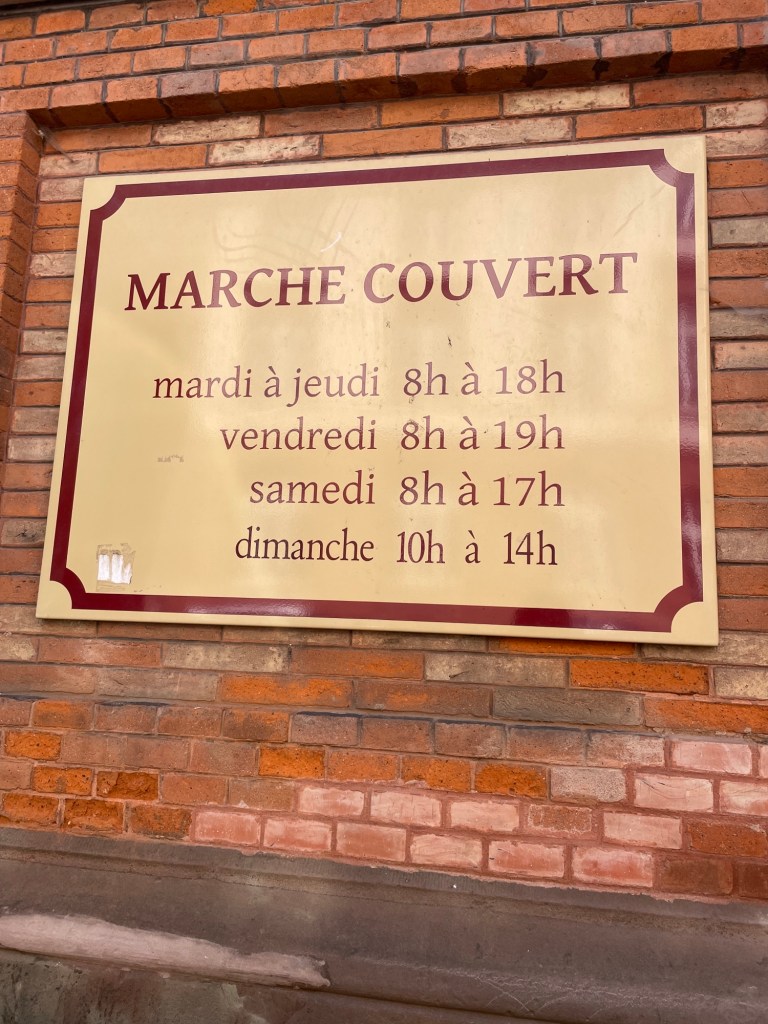 MARCHE COUVERT
mardi à jeudi 8h à 18h
vendredi 8h à 19h
samedi 8h à 17h
dimanche 10h à 14h